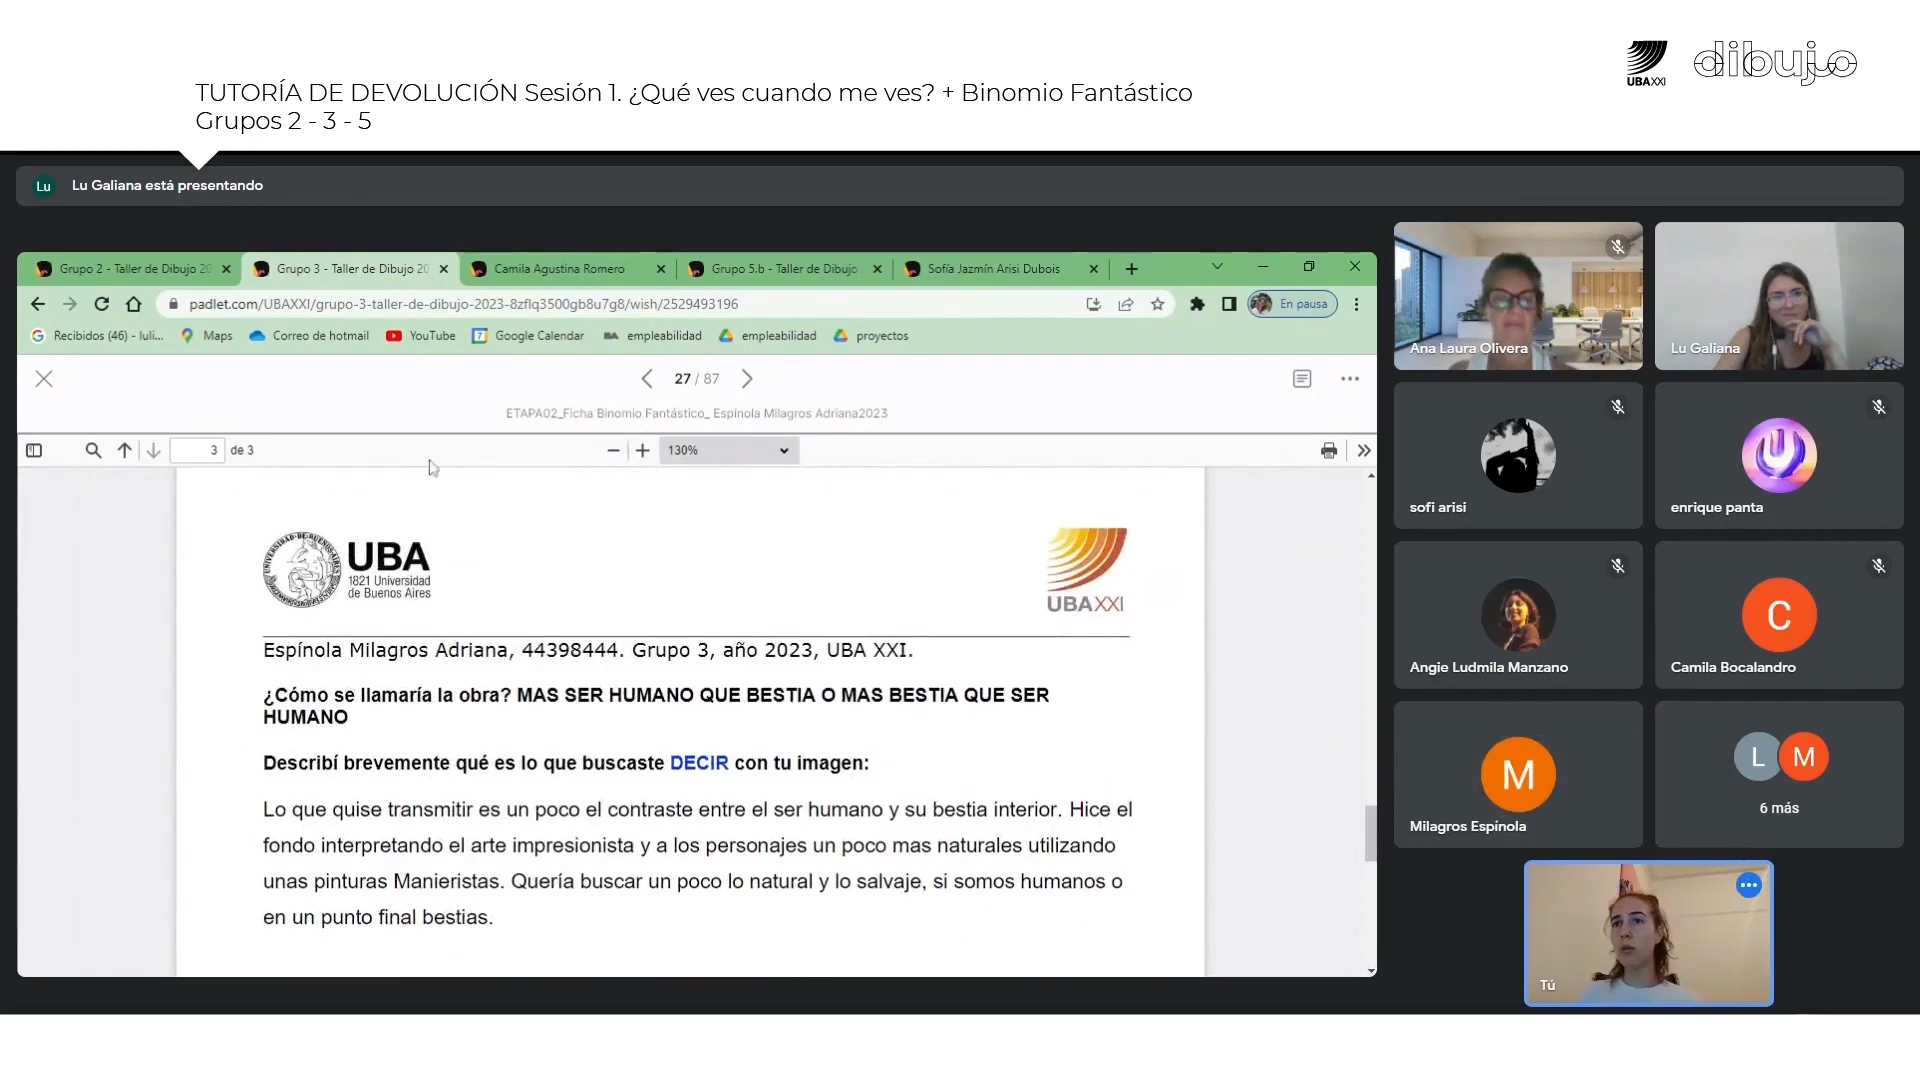 UBAXXI
dibujo
TUTORÍA DE DEVOLUCIÓN Sesión 1. ¿Qué ves cuando me ves? + Binomio Fantástico
Grupos 2 - 3 - 5
Lu
Lu Galiana está presentando
Grupo 2 - Taller de Dibujo 20
Grupo 3 - Taller de Dibujo 20
Camila Agustina Romero
Grupo 5.b - Taller de Dibujo
Sofía Jazmín Arisi Dubois
padlet.com/UBAXXI/grupo-3-taller-de-dibujo-2023-8zflq3500gb8u7g8/wish/2529493196
En pausa
Recibidos (46) - luli...
Maps
Correo de hotmail
YouTube
7
Google Calendar
BA
empleabilidad
empleabilidad
proyectos
27 / 87
ETAPA02_Ficha Binomio Fantástico_ Espínola MIlagros Adriana2023
3 de 3
130%
UNIVERSIDAD DE BUENOS AIRES
UBA
1821 Universidad
de Buenos Aires
UBAXXI
Espínola Milagros Adriana, 44398444. Grupo 3, año 2023, UBA XXI.
¿Cómo se llamaría la obra? MAS SER HUMANO QUE BESTIA O MAS BESTIA QUE SER
HUMANO
Describí brevemente qué es lo que buscaste DECIR con tu imagen:
Lo que quise transmitir es un poco el contraste entre el ser humano y su bestia interior. Hice el
fondo interpretando el arte impresionista y a los personajes un poco mas naturales utilizando
unas pinturas Manieristas. Quería buscar un poco lo natural y lo salvaje, si somos humanos o
en un punto final bestias.
Ana Laura Olivera
Lu Galiana
sofi arisi
enrique panta
Angie Ludmila Manzano
C
Camila Bocalandro
M
Milagros Espínola
L
M
6 más
Tú